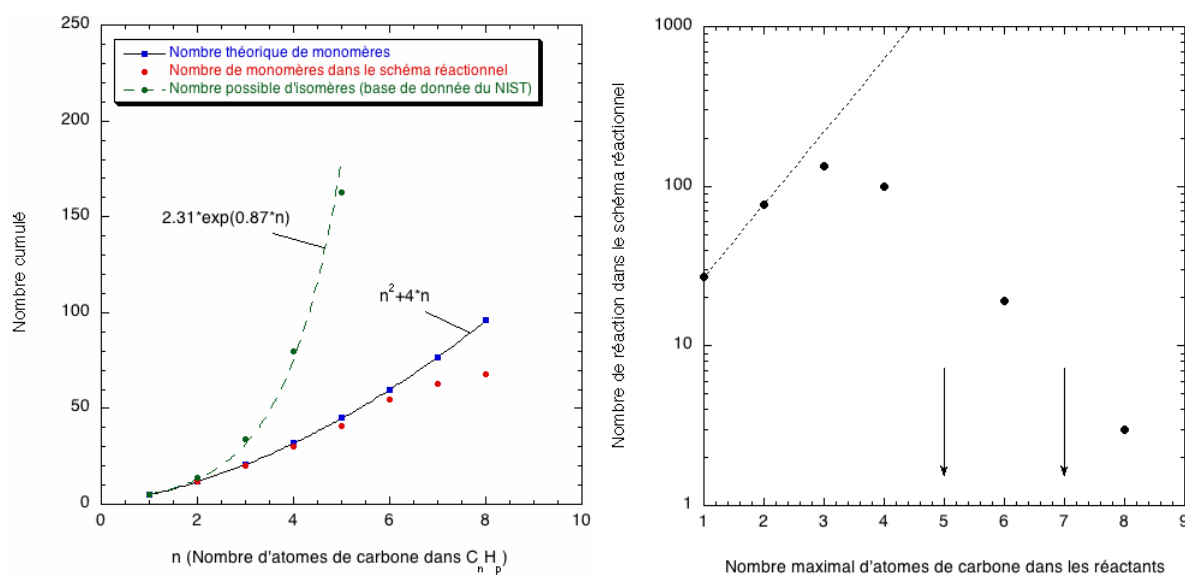 250
200
150
100
50
0
0 2 4 6 8 10
Nombre cumulé
n (Nombre d'atomes de carbone dans CnHp)
Nombre théorique de monomères
Nombre de monomères dans le schéma réactionnel
Nombre possible d'isomères (base de donnée du NIST)
2.31*exp(0.87*n)
n²+4*n
1000
100
10
1
1 2 3 4 5 6 7 8 9
Nombre de réaction dans le schéma réactionnel
Nombre maximal d'atomes de carbone dans les réactants